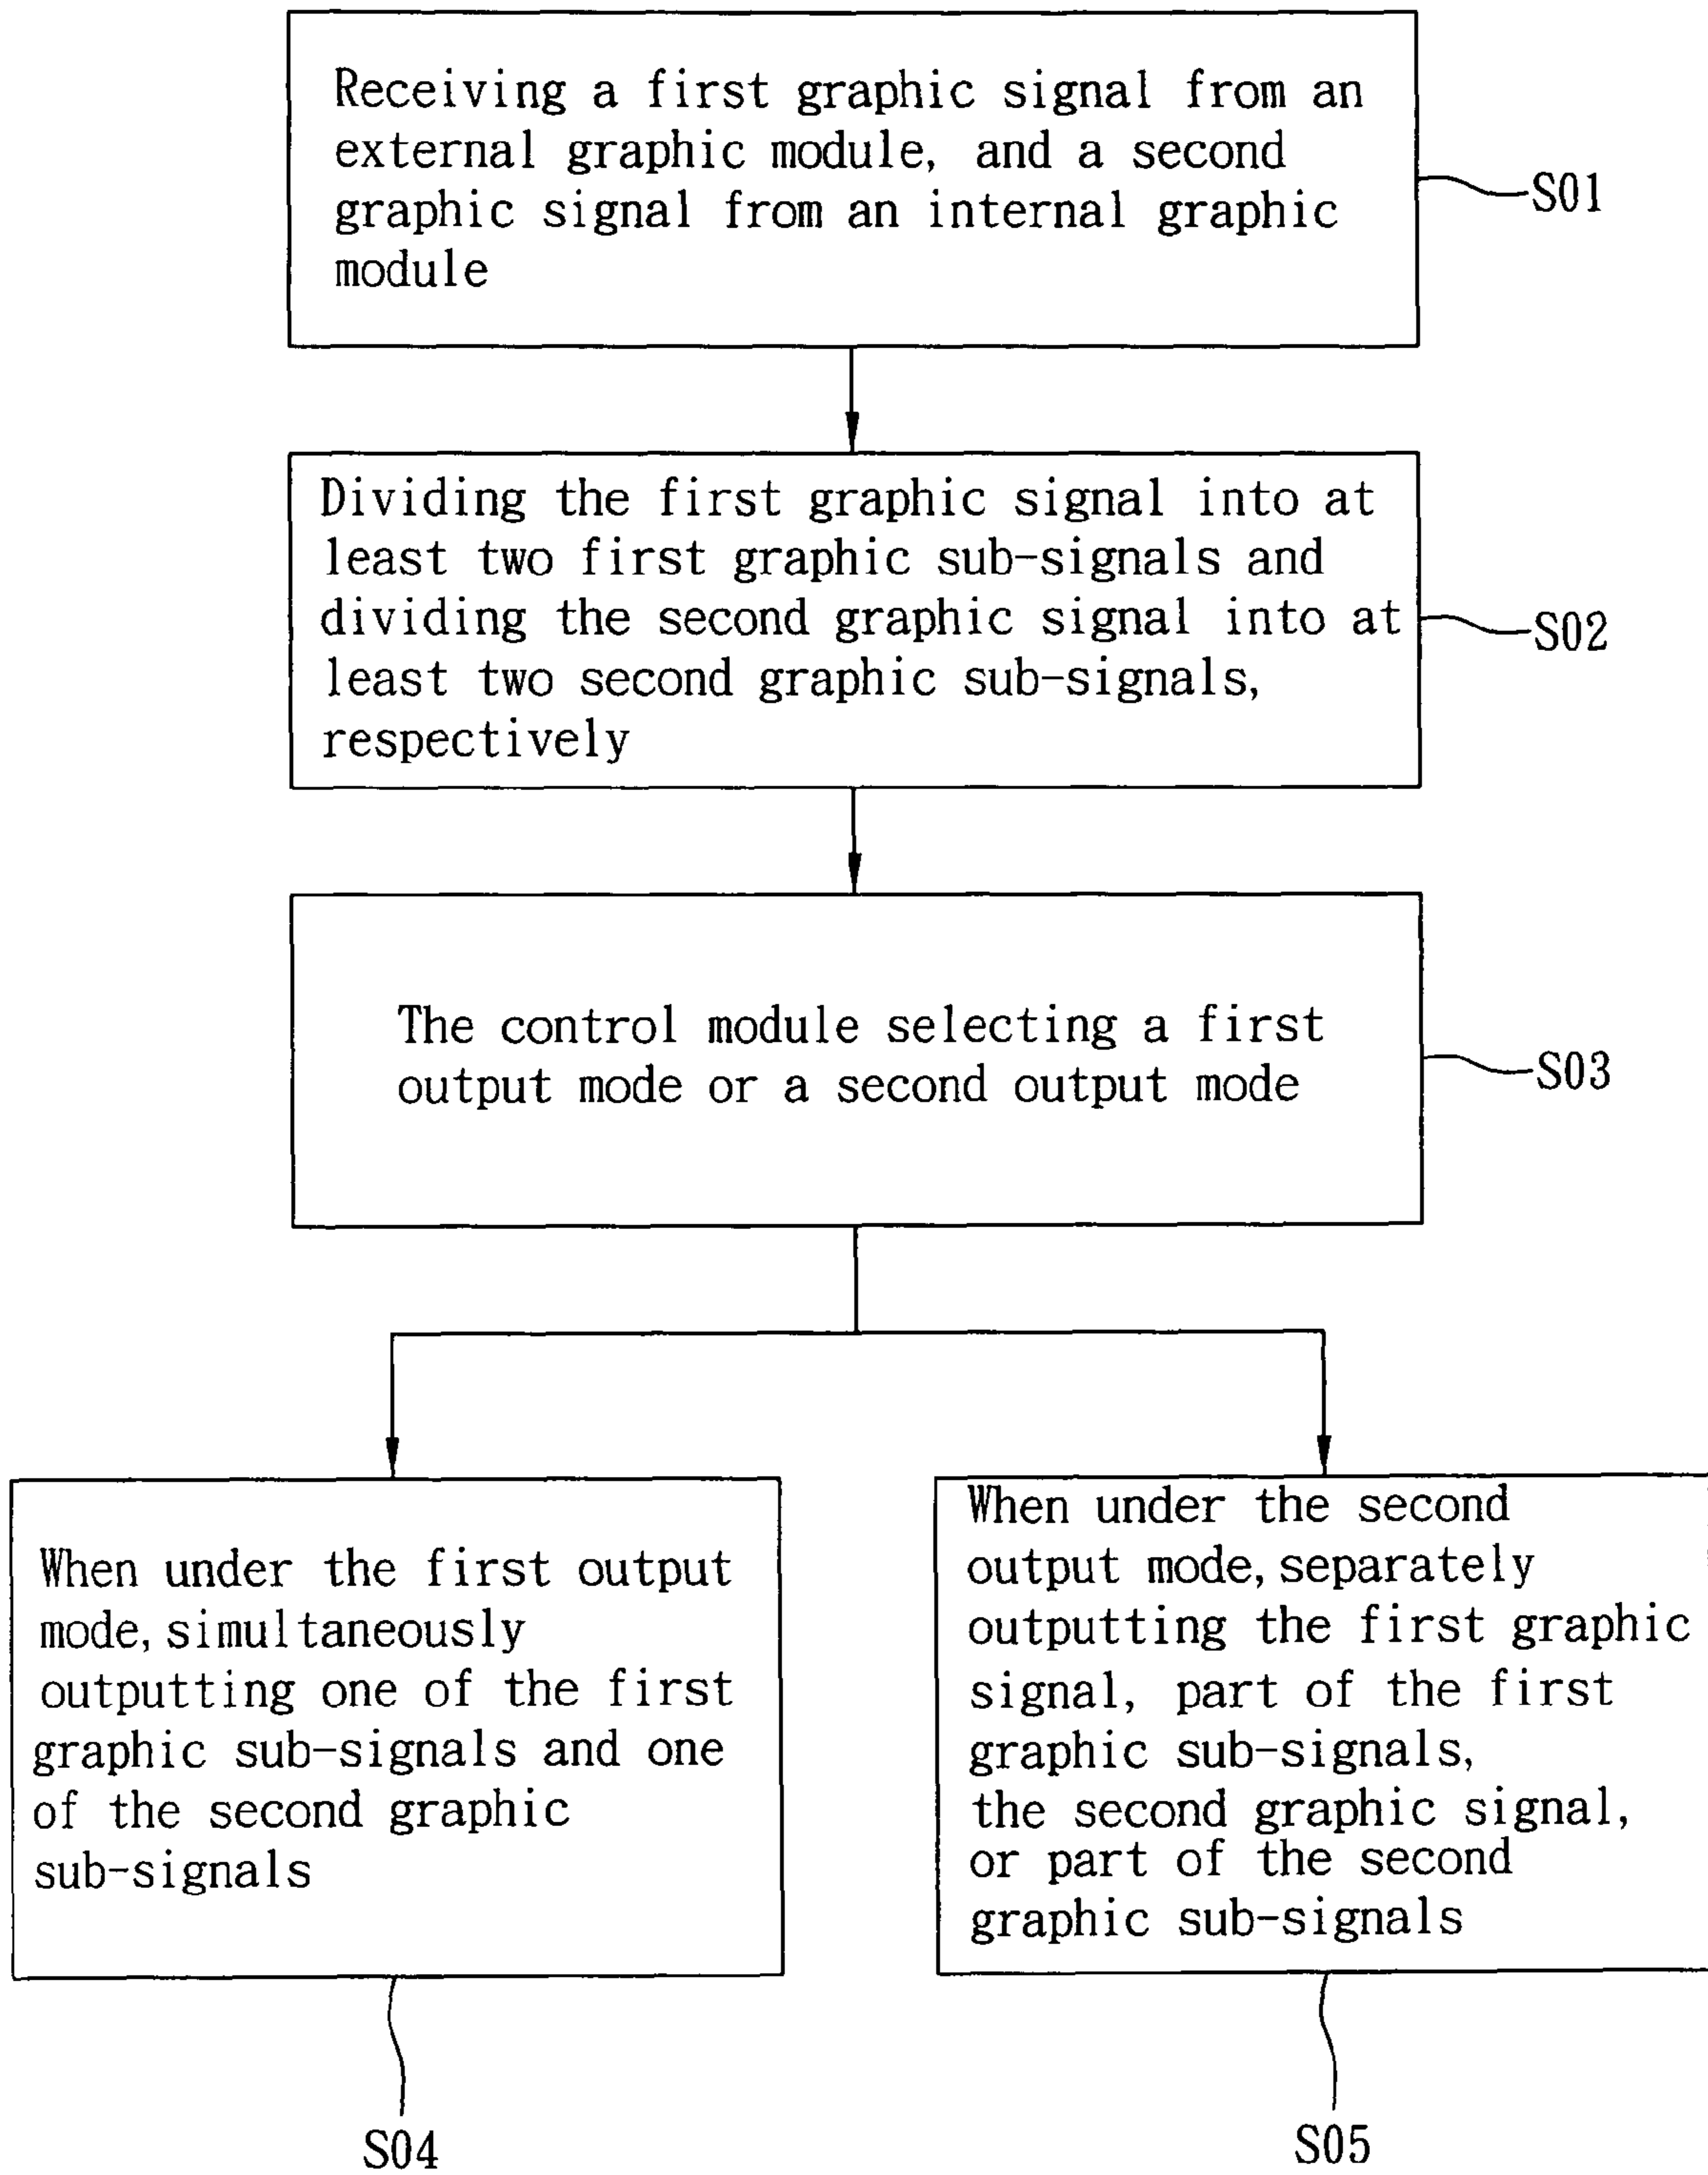 Receiving a first graphic signal from an
external graphic module, and a second
graphic signal from an internal graphic
module
S01
Dividing the first graphic signal into at
least two first graphic sub-signals and
dividing the second graphic signal into at
least two second graphic sub-signals,
respectively
S02
The control module selecting a first
output mode or a second output mode
S03
When under the first output
mode, simultaneously
outputting one of the first
graphic sub-signals and one
of the second graphic
sub-signals
S04
When under the second
output mode, separately
outputting the first graphic
signal, part of the first
graphic sub-signals,
the second graphic signal,
or part of the second
graphic sub-signals
S05